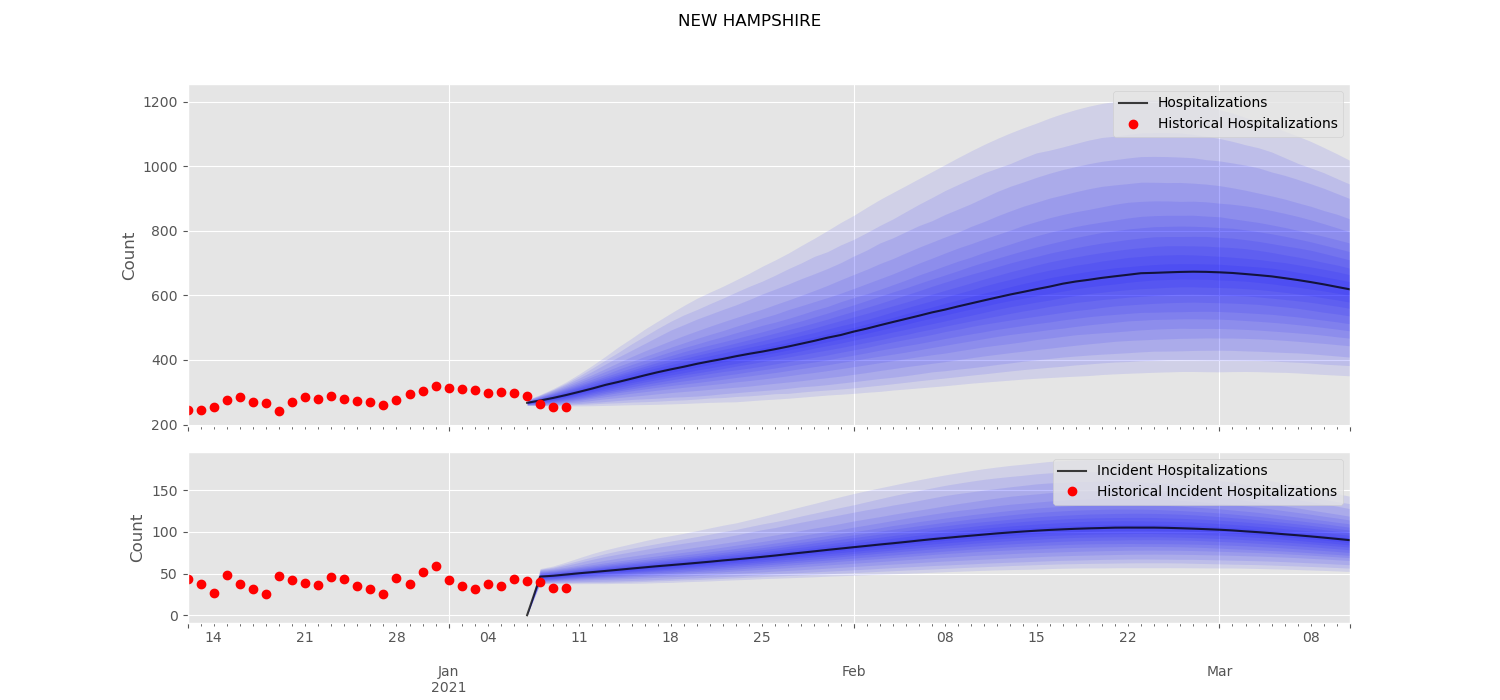 NEW HAMPSHIRE
1200
1000
800
600
400
200
Count
Hospitalizations
Historical Hospitalizations
150
100
50
0
Count
Incident Hospitalizations
Historical Incident Hospitalizations
14 21 28 04 11 18 25 08 15 22 08
Jan Feb Mar
2021